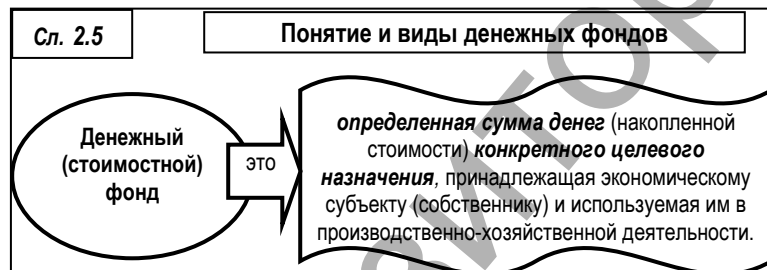 Сл. 2.5
Понятие и виды денежных фондов
Денежный
(стоимостной)
фонд
это
определенная сумма денег (накопленной
стоимости) конкретного целевого
назначения, принадлежащая экономическому
субъекту (собственнику) и используемая им в
производственно-хозяйственной деятельности.